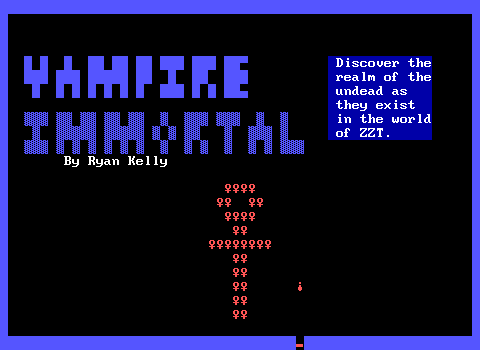 VAMPIRE
IMMORTAL
By Ryan Kelly
Discover the
realm of the
undead as
they exist
in the world
of ZZT.